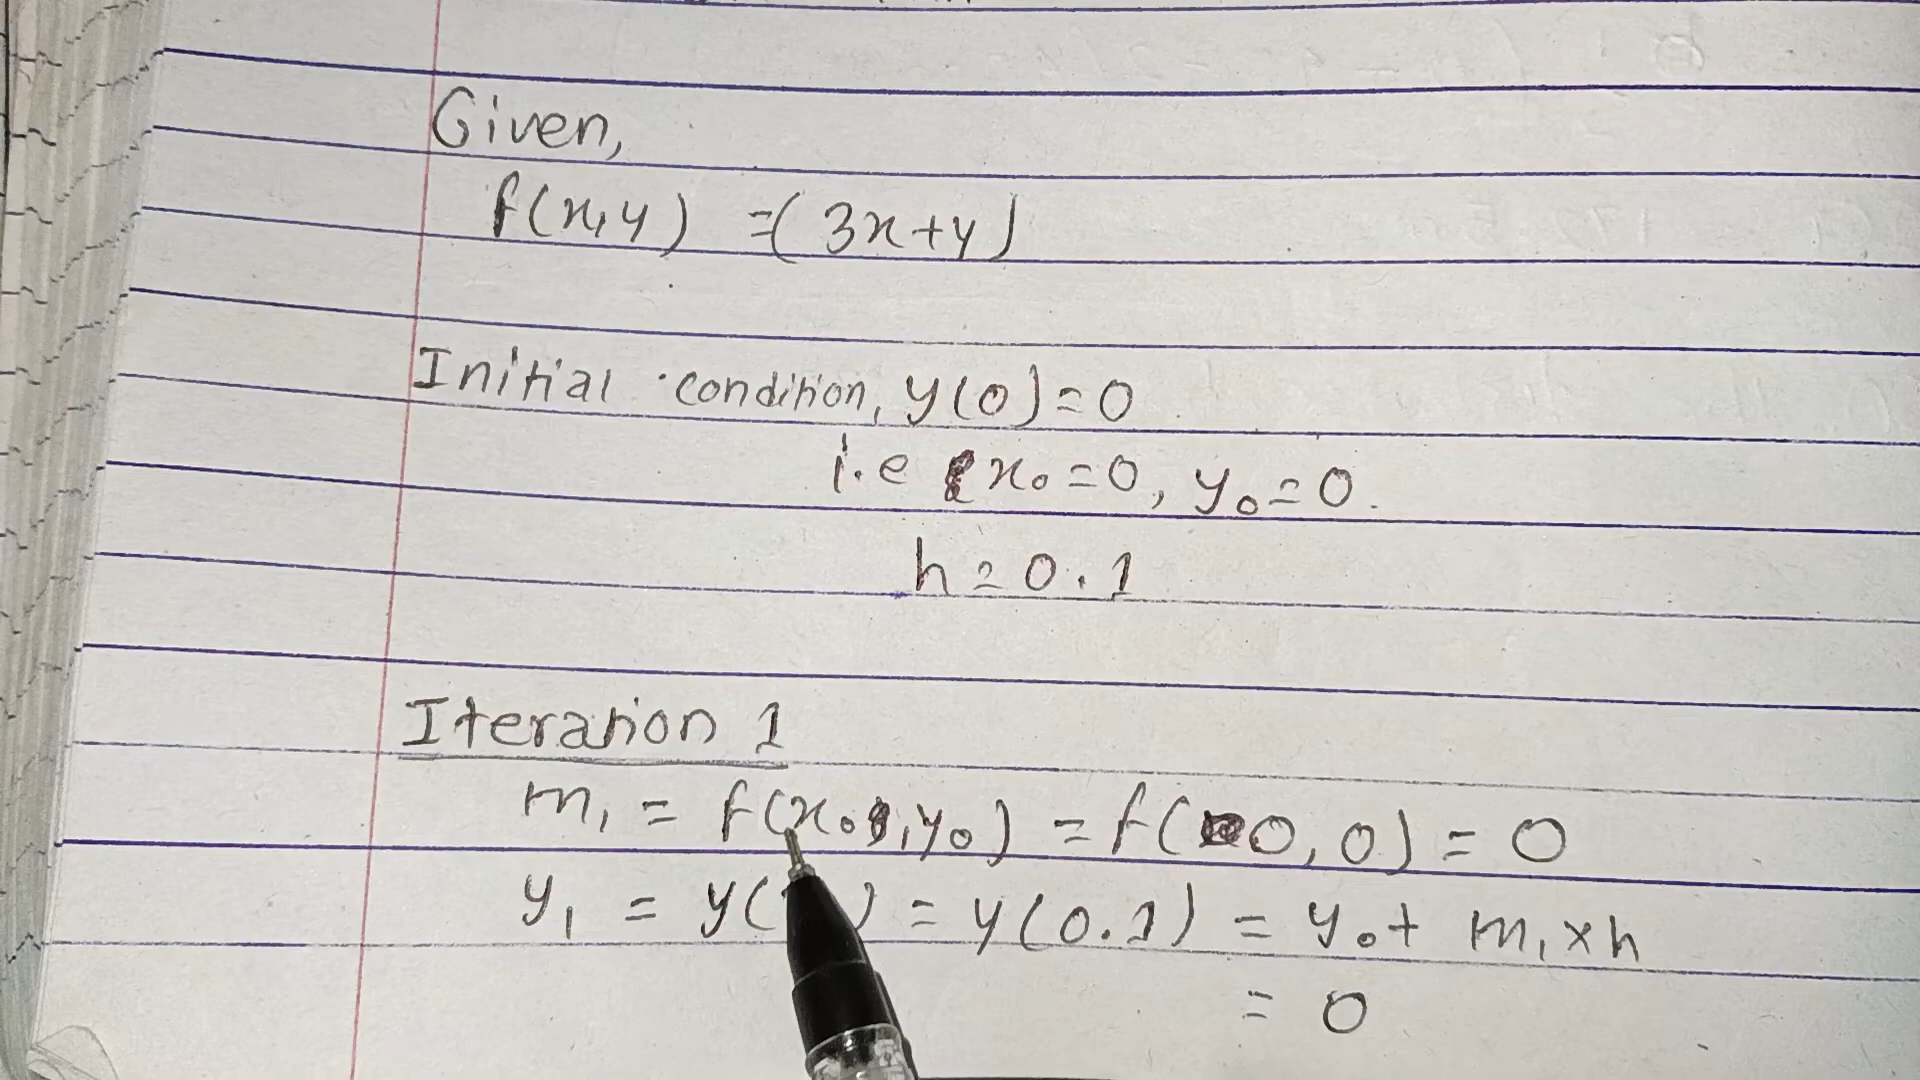 Given,
f(x,y) = (3x+y)
Initial condition, y(0)=0
i.e x₀=0, y₀=0.
h=0.1
Iteration 1
m₁ = f(x₀,y₀) = f(0,0) = 0
y₁ = y( ) = y(0.1) = y₀+ m₁xh
= 0